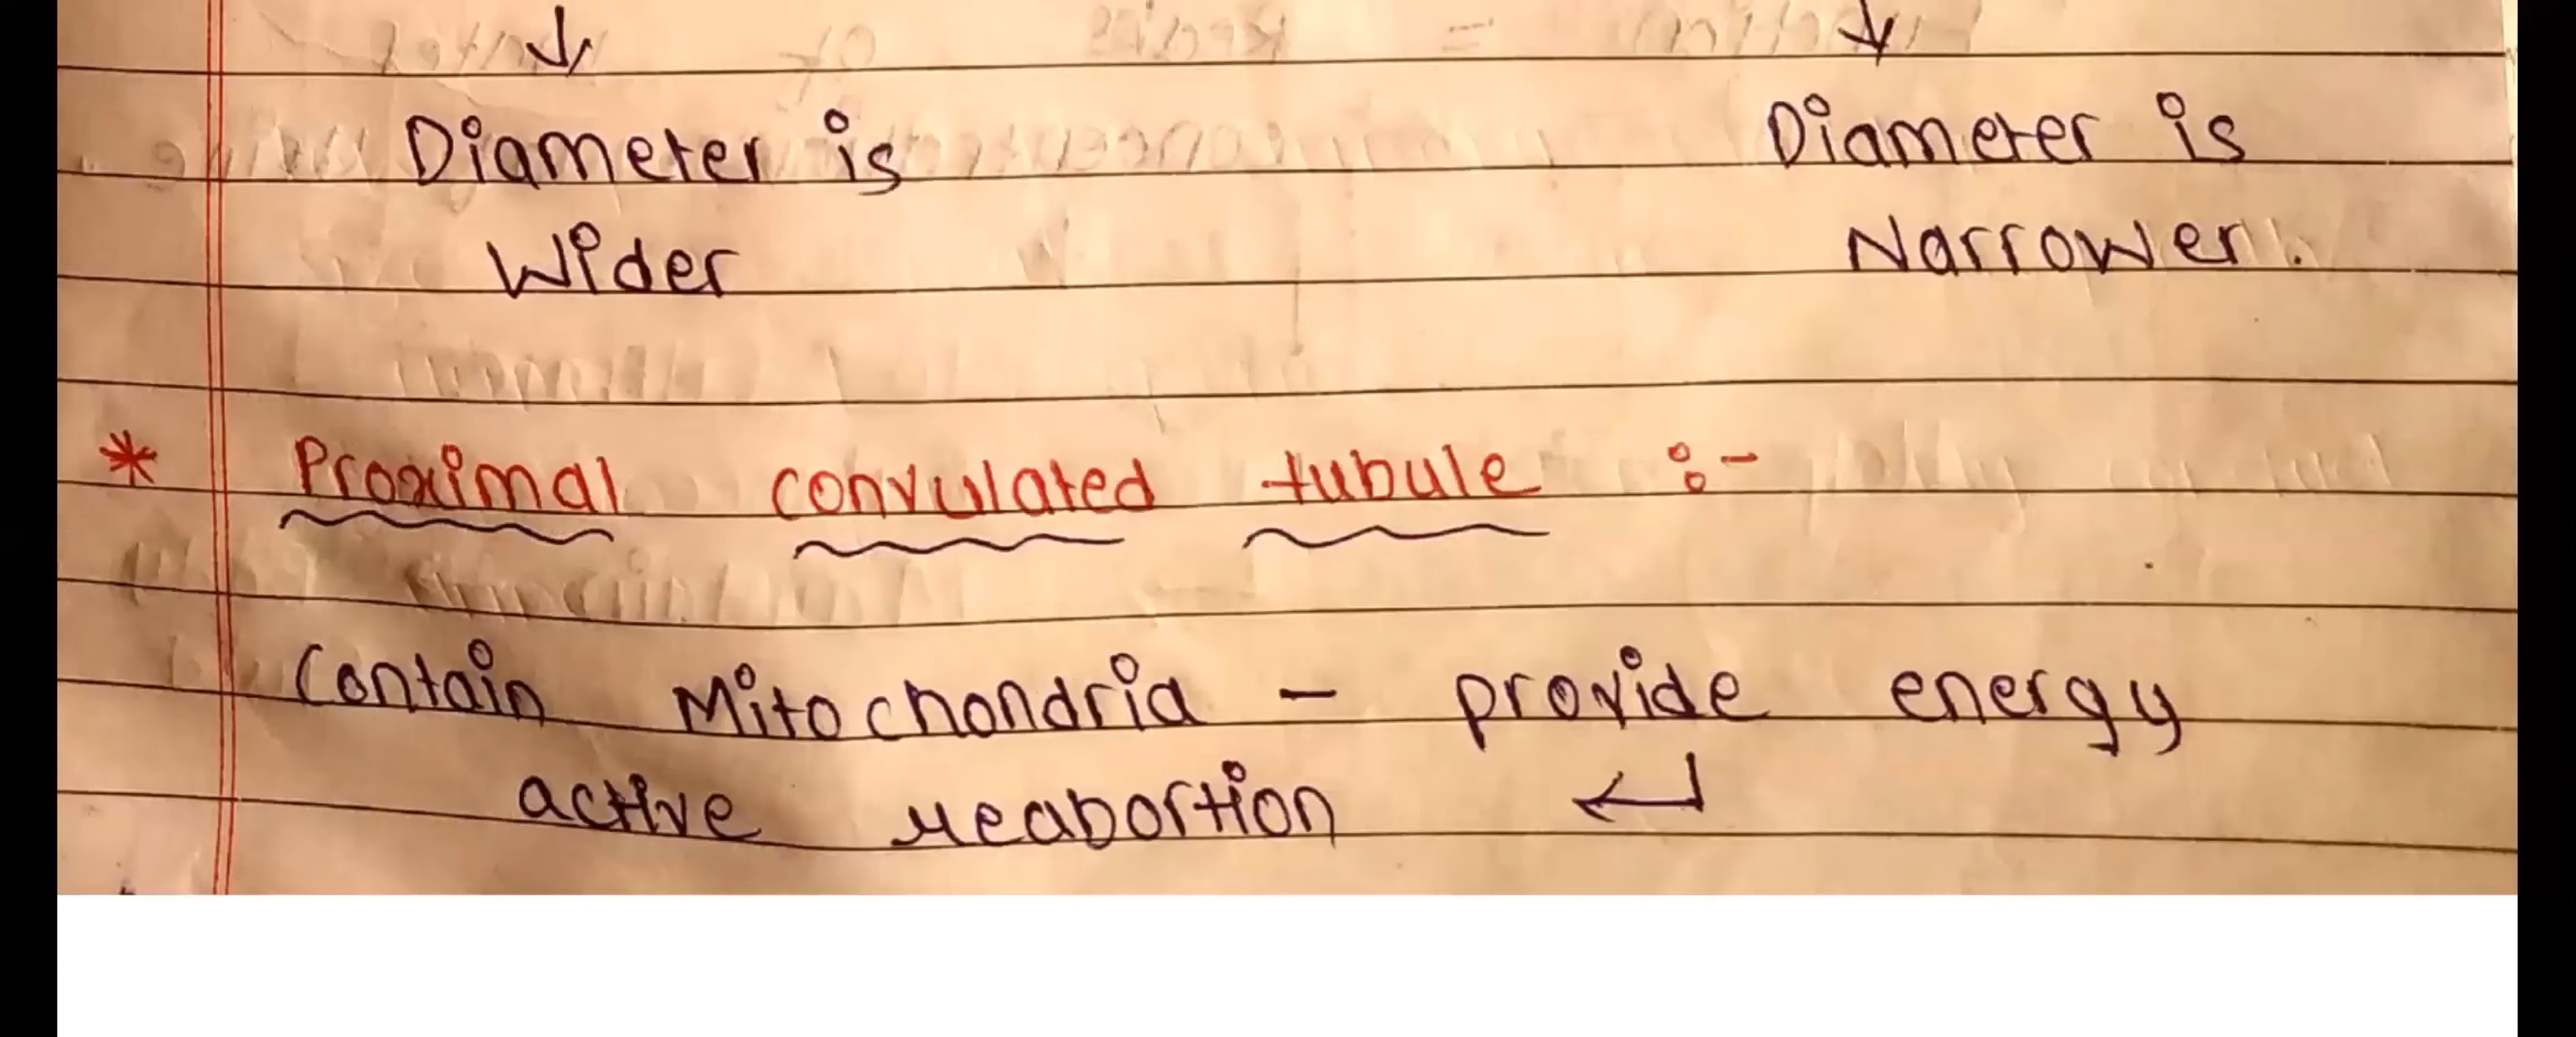 ↓ ↓
Diameter is Diameter is
Wider Narrower.
* Proximal convulated tubule :-
Contain Mitochondria - provide energy
active reabortion ↵